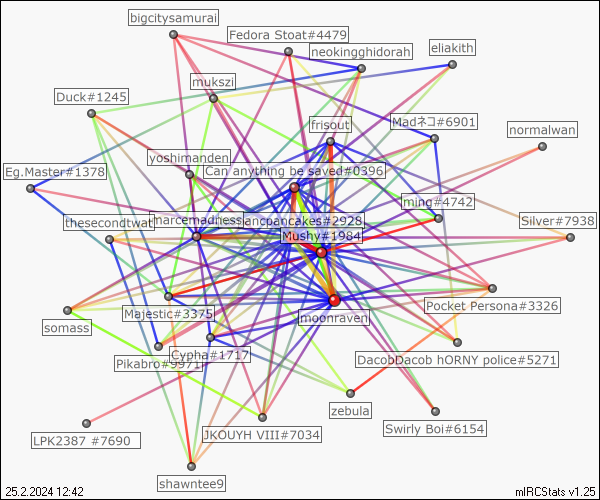 bigcitysamurai
Fedora Stoat#4479
neokingghidorah
eliakith
mukszi
Duck#1245
frisout
Madネコ#6901
normalwan
yoshimanden
Can anything be saved#0396
Eg.Master#1378
ming#4742
thesecondtwat
marcemadness
ancpancakes#2928
Silver#7938
Mushy#1984
Pocket Persona#3326
Majestic#3375
moonraven
somass
Cypha#1717
Pikabro#9971
DacobDacob hORNY police#5271
zebula
Swirly Boi#6154
JKOUYH VIII#7034
LPK2387 #7690
shawntee9
25.2.2024 12:42
mIRCStats v1.25